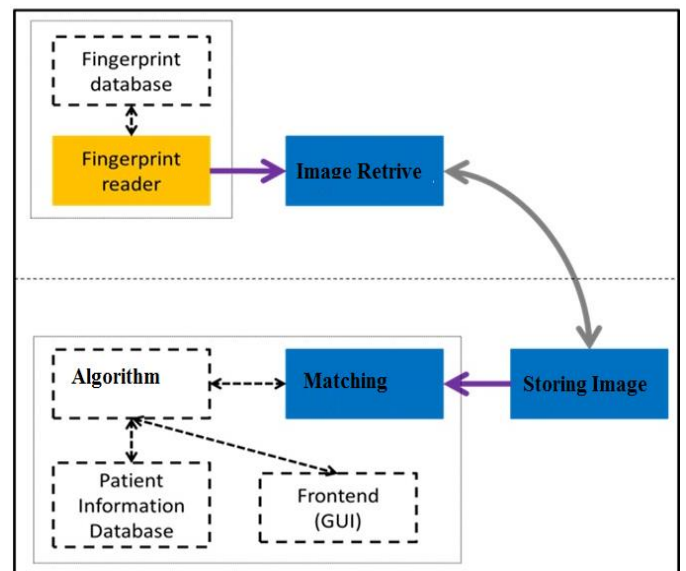 Fingerprint
database
Fingerprint
reader
Image Retrive
Algorithm
Matching
Storing Image
Patient
Information
Database
Frontend
(GUI)